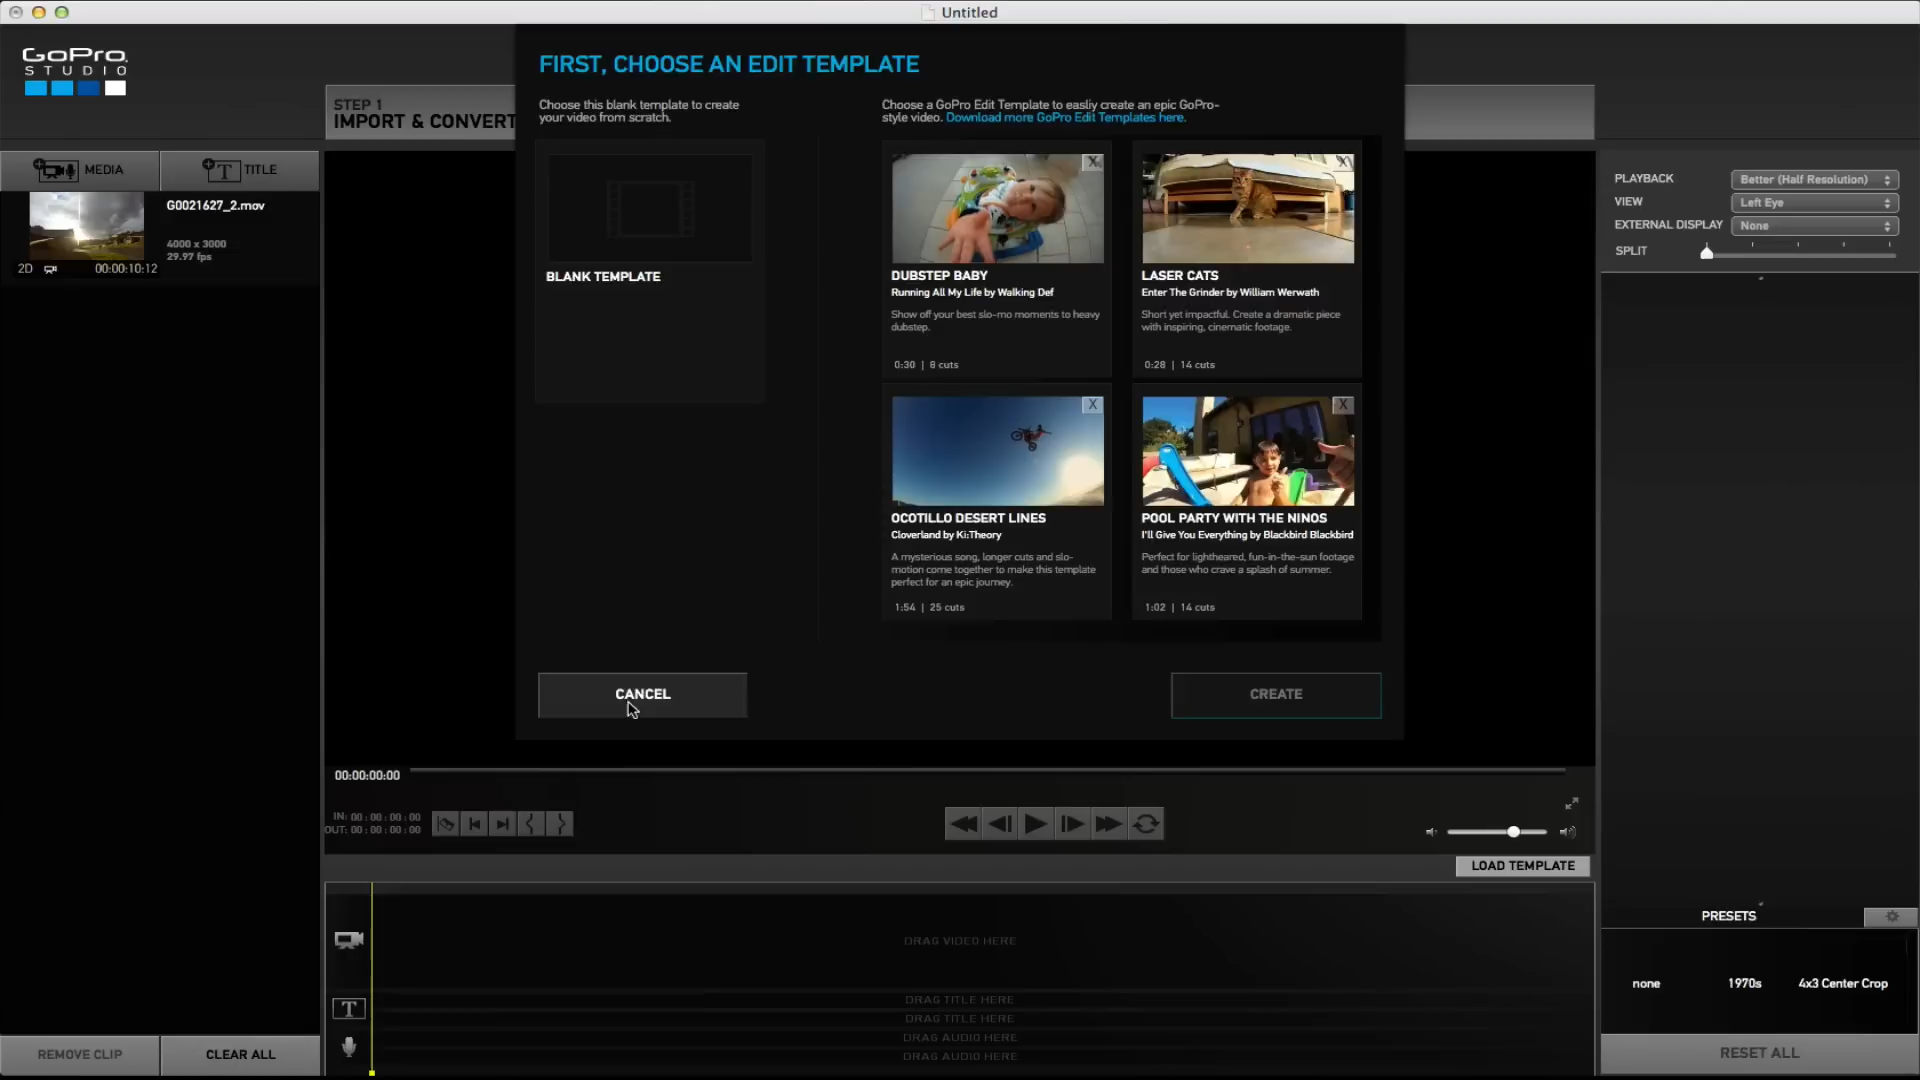 Untitled
GoPro
STUDIO
STEP 1
IMPORT & CONVERT
FIRST, CHOOSE AN EDIT TEMPLATE
Choose this blank template to create
your video from scratch.
BLANK TEMPLATE
Choose a GoPro Edit Template to easliy create an epic GoPro-
style video. Download more GoPro Edit Templates here.
X
X
DUBSTEP BABY
Running All My Life by Walking Def
Show off your best slo-mo moments to heavy
dubstep.
0:30 | 8 cuts
LASER CATS
Enter The Grinder by William Werwath
Short yet impactful. Create a dramatic piece
with inspiring, cinematic footage.
0:28 | 14 cuts
X
X
OCOTILLO DESERT LINES
Cloverland by Ki:Theory
A mysterious song, longer cuts and slo-
motion come together to make this template
perfect for an epic journey.
1:54 | 25 cuts
POOL PARTY WITH THE NINOS
I'll Give You Everything by Blackbird Blackbird
Perfect for lightheared, fun-in-the-sun footage
and those who crave a splash of summer.
1:02 | 14 cuts
CANCEL
CREATE
MEDIA
T TITLE
G0021627_2.mov
4000 x 3000
29.97 fps
2D
00:00:10:12
PLAYBACK
Better (Half Resolution)
VIEW
Left Eye
EXTERNAL DISPLAY
None
SPLIT
00:00:00:00
IN: 00 : 00 : 00 : 00
OUT: 00 : 00 : 00 : 00
LOAD TEMPLATE
DRAG VIDEO HERE
T
DRAG TITLE HERE
DRAG TITLE HERE
DRAG AUDIO HERE
DRAG AUDIO HERE
PRESETS
none
1970s
4x3 Center Crop
REMOVE CLIP
CLEAR ALL
RESET ALL